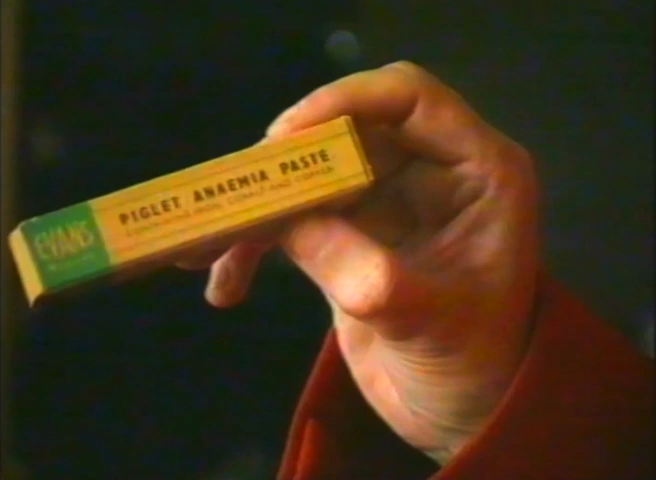 EVANS
PIGLET ANAEMIA PASTE
CONTAINING IRON, COBALT AND COPPER